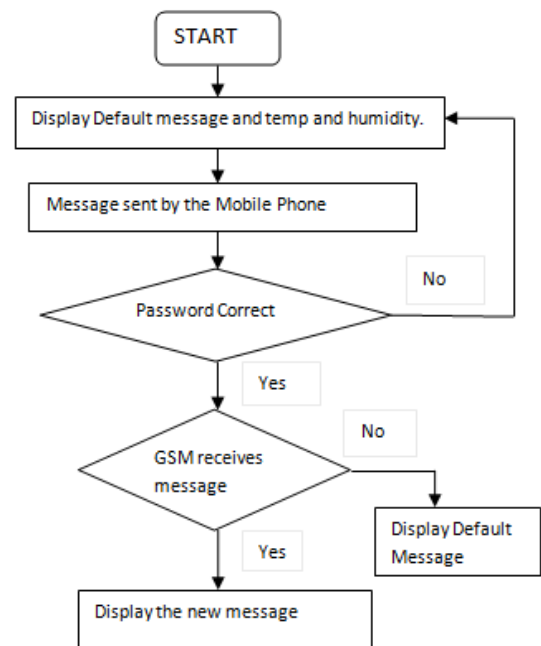 START
Display Default message and temp and humidity.
Message sent by the Mobile Phone
No
Password Correct
Yes
No
GSM receives
message
Display Default
Message
Yes
Display the new message